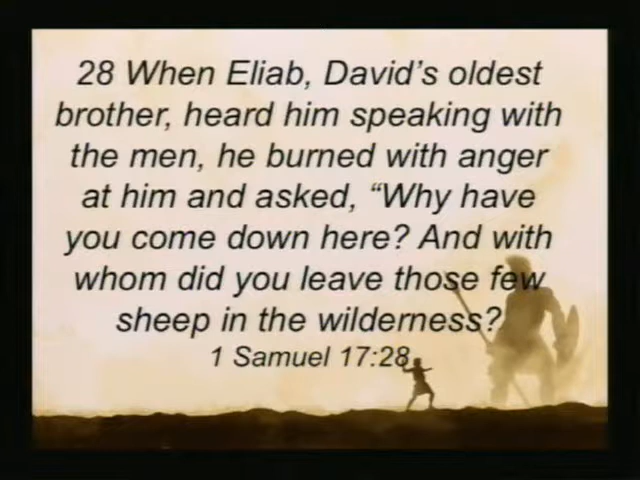 28 When Eliab, David’s oldest
brother, heard him speaking with
the men, he burned with anger
at him and asked, “Why have
you come down here? And with
whom did you leave those few
sheep in the wilderness?
1 Samuel 17:28